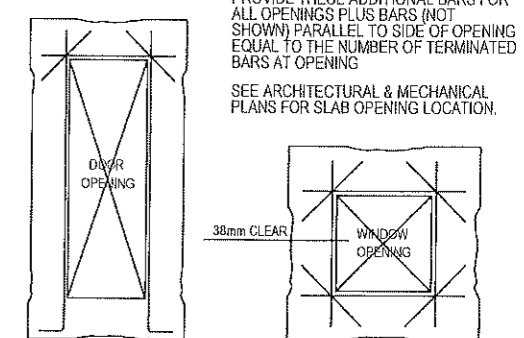 PROVIDE THESE ADDITIONAL BARS FOR
ALL OPENINGS PLUS BARS (NOT
SHOWN) PARALLEL TO SIDE OF OPENING
EQUAL TO THE NUMBER OF TERMINATED
BARS AT OPENING
SEE ARCHITECTURAL & MECHANICAL
PLANS FOR SLAB OPENING LOCATION.
DOOR
OPENING
38mm CLEAR
WINDOW
OPENING